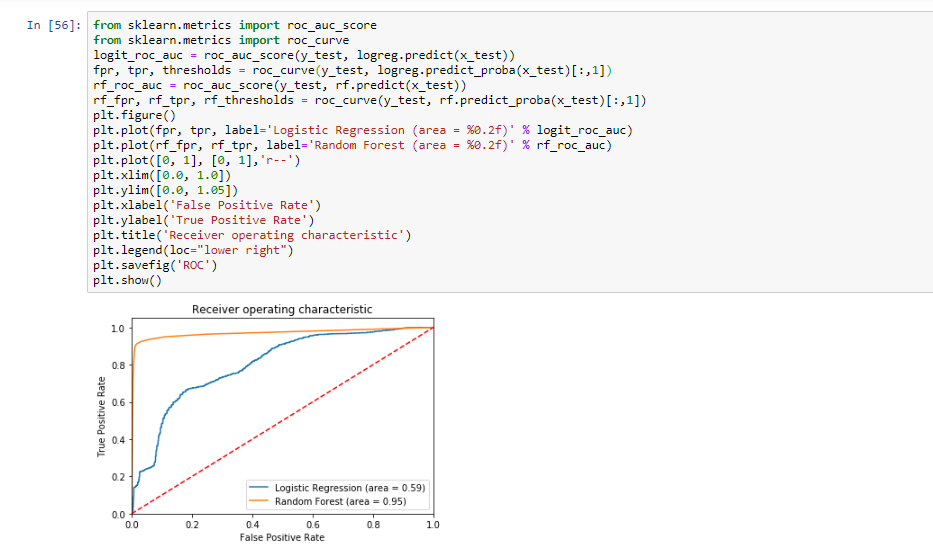 In [56]:
from sklearn.metrics import roc_auc_score
from sklearn.metrics import roc_curve
logit_roc_auc = roc_auc_score(y_test, logreg.predict(x_test))
fpr, tpr, thresholds = roc_curve(y_test, logreg.predict_proba(x_test)[:,1])
rf_roc_auc = roc_auc_score(y_test, rf.predict(x_test))
rf_fpr, rf_tpr, rf_thresholds = roc_curve(y_test, rf.predict_proba(x_test)[:,1])
plt.figure()
plt.plot(fpr, tpr, label='Logistic Regression (area = %0.2f)' % logit_roc_auc)
plt.plot(rf_fpr, rf_tpr, label='Random Forest (area = %0.2f)' % rf_roc_auc)
plt.plot([0, 1], [0, 1],'r--')
plt.xlim([0.0, 1.0])
plt.ylim([0.0, 1.05])
plt.xlabel('False Positive Rate')
plt.ylabel('True Positive Rate')
plt.title('Receiver operating characteristic')
plt.legend(loc="lower right")
plt.savefig('ROC')
plt.show()
Receiver operating characteristic
True Positive Rate
1.0
0.8
0.6
0.4
0.2
0.0
Logistic Regression (area = 0.59)
Random Forest (area = 0.95)
0.0 0.2 0.4 0.6 0.8 1.0
False Positive Rate